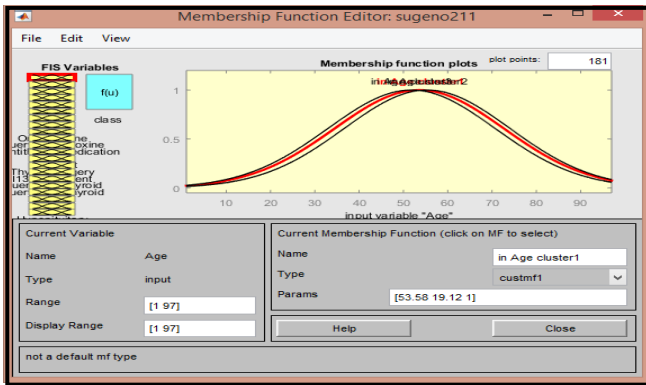 Membership Function Editor: sugeno211
File Edit View
FIS Variables
f(u)
class
Membership function plots
plot points: 181
1
0.5
0
10 20 30 40 50 60 70 80 90
input variable "Age"
Current Variable
Name Age
Type input
Range [1 97]
Display Range [1 97]
Current Membership Function (click on MF to select)
Name in Age cluster1
Type custmf1
Params [53.58 19.12 1]
Help Close
not a default mf type